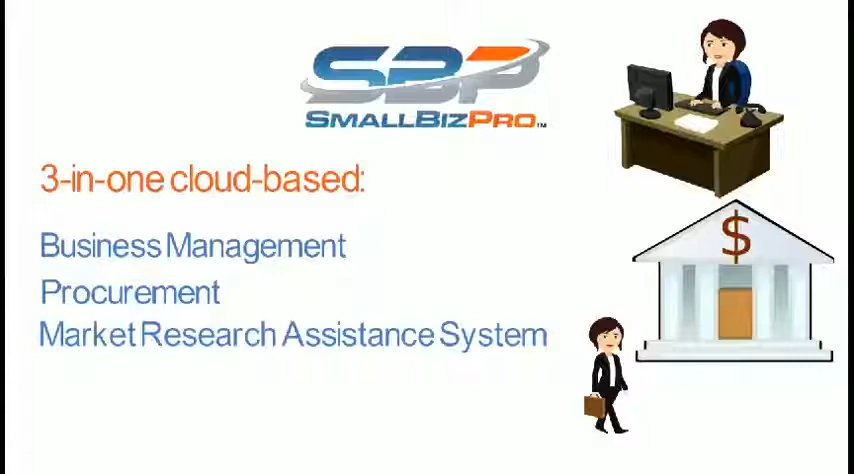 SBP
SMALLBIZPRO™
3-in-one cloud-based:
Business Management
Procurement
Market Research Assistance System
$